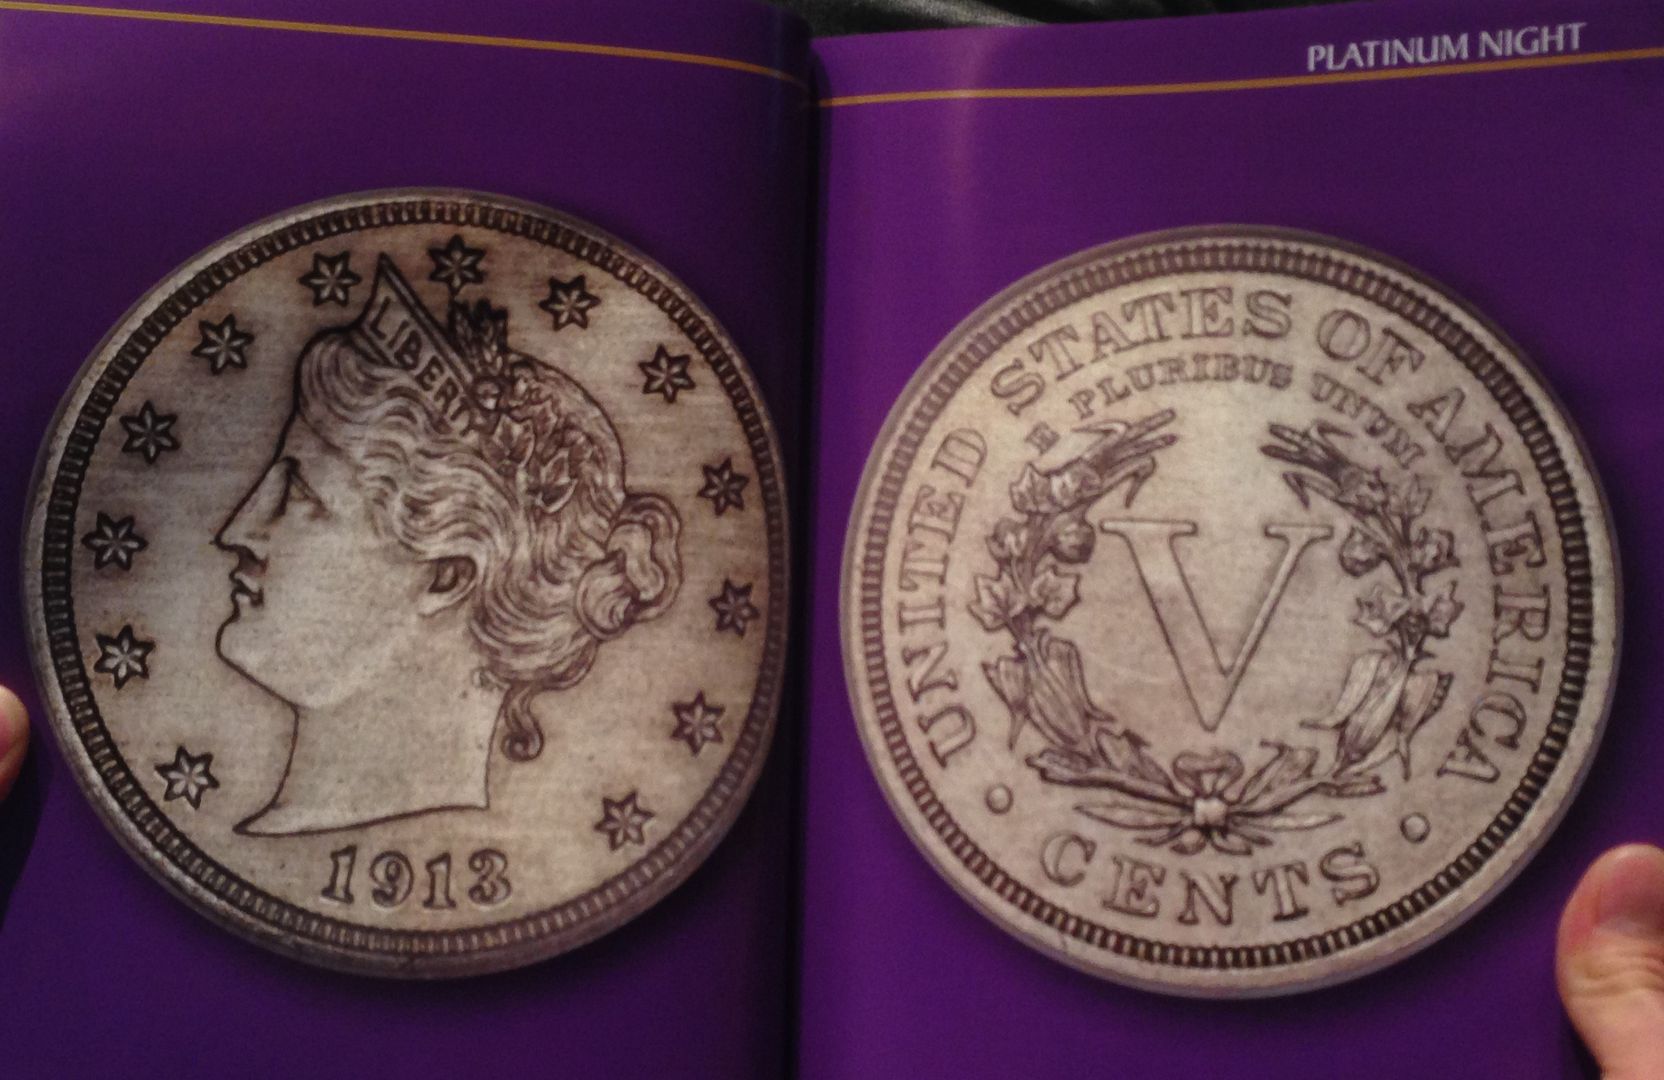 PLATINUM NIGHT
LIBERTY
1913
UNITED STATES OF AMERICA
E PLURIBUS UNUM
V
CENTS